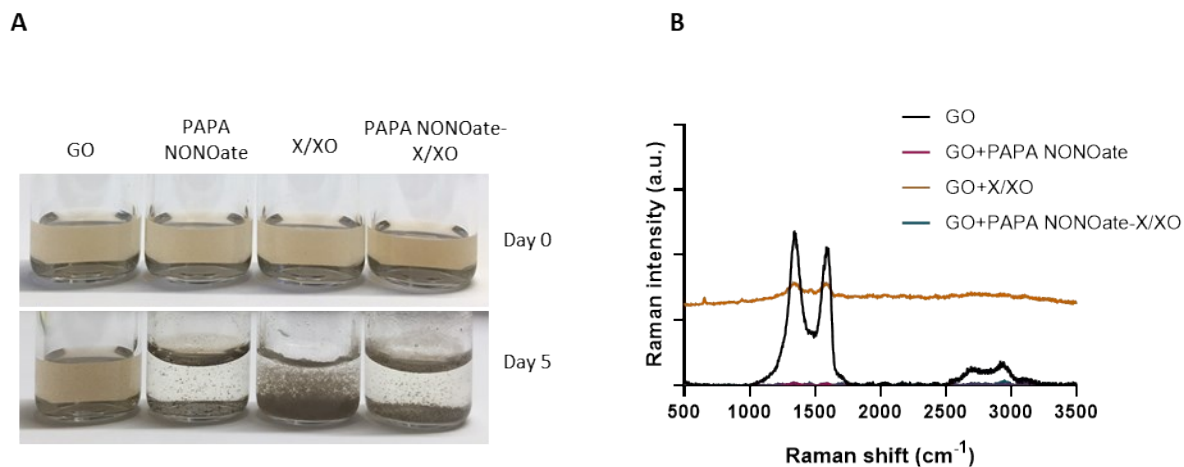 A
B
GO
PAPA
NONOate
X/XO
PAPA NONOate-
X/XO
Day 0
Day 5
GO
GO+PAPA NONOate
GO+X/XO
GO+PAPA NONOate-X/XO
Raman intensity (a.u.)
500 1000 1500 2000 2500 3000 3500
Raman shift (cm⁻¹)